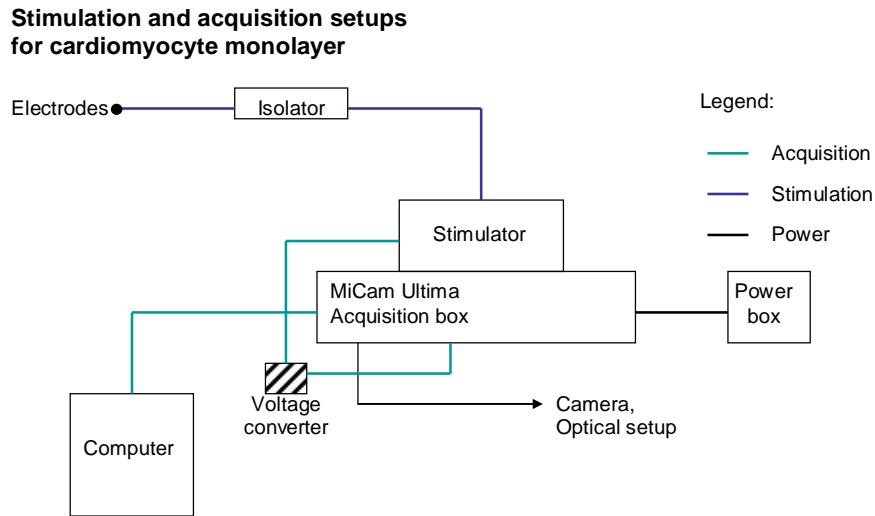 Stimulation and acquisition setups
for cardiomyocyte monolayer
Electrodes
Isolator
Legend:
Acquisition
Stimulation
Power
Stimulator
MiCam Ultima
Acquisition box
Power
box
Voltage
converter
Camera,
Optical setup
Computer